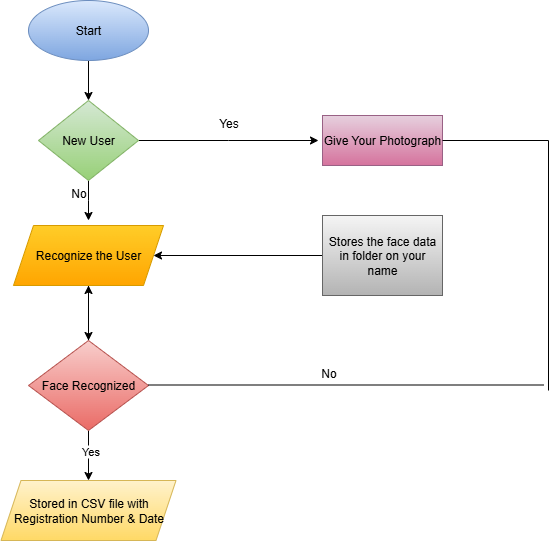 Start
New User
Yes
Give Your Photograph
No
Recognize the User
Stores the face data
in folder on your
name
Face Recognized
No
Yes
Stored in CSV file with
Registration Number & Date